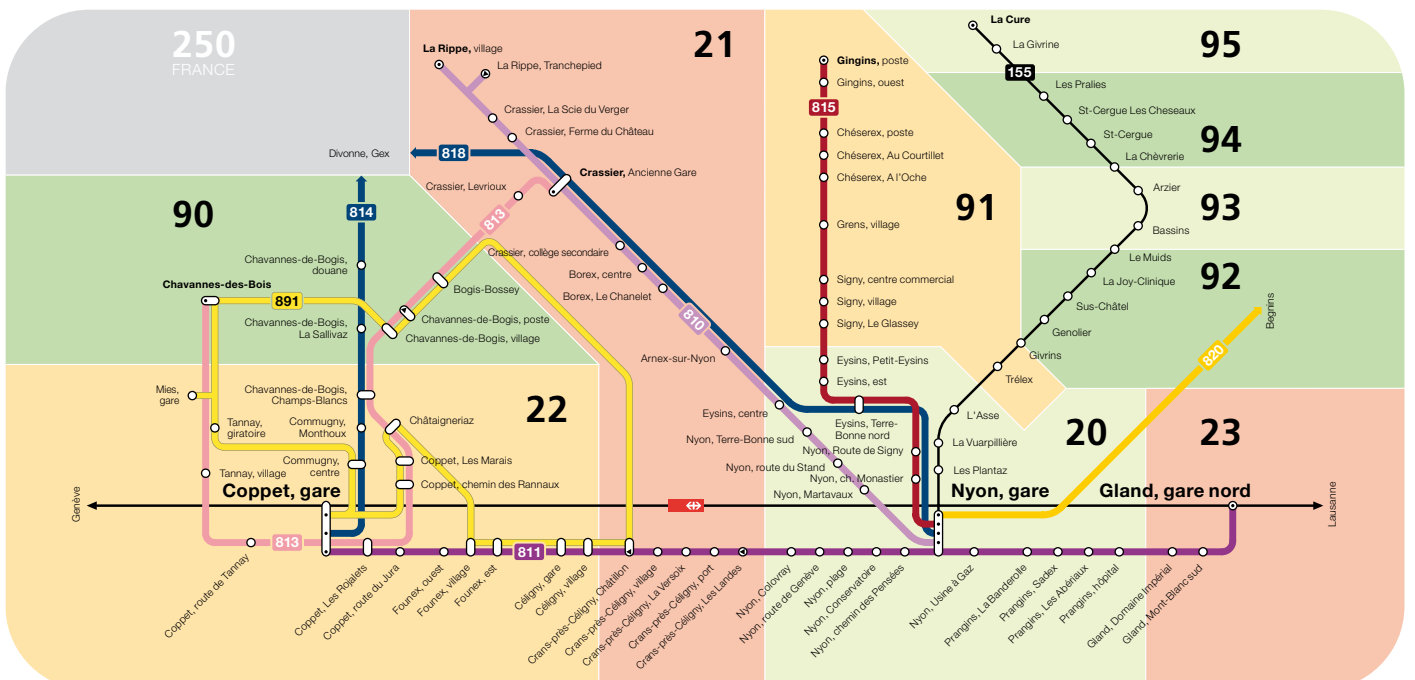 250
FRANCE
21
95
94
93
92
91
90
22
20
23
La Rippe, village
La Rippe, Tranchepied
Crassier, La Scie du Verger
Crassier, Ferme du Château
Divonne, Gex
818
Crassier, Ancienne Gare
Crassier, Levrioux
813
814
Chavannes-de-Bogis,
douane
Chavannes-des-Bois
891
Chavannes-de-Bogis,
La Sallivaz
Bogis-Bossey
Chavannes-de-Bogis, poste
Chavannes-de-Bogis, village
Crassier, collège secondaire
Borex, centre
Borex, Le Chanelet
810
Arnex-sur-Nyon
Eysins, centre
Nyon, Terre-Bonne sud
Nyon, route du Stand
Nyon, Martavaux
Gingins, poste
Gingins, ouest
815
Chéserex, poste
Chéserex, Au Courtillet
Chéserex, A l'Oche
Grens, village
Signy, centre commercial
Signy, village
Signy, Le Glassey
Eysins, Petit-Eysins
Eysins, est
Eysins, Terre-
Bonne nord
Nyon, Route de Signy
Nyon, ch. Monastier
La Cure
La Givrine
155
Les Pralies
St-Cergue Les Cheseaux
St-Cergue
La Chèvrerie
Arzier
Bassins
Le Muids
La Joy-Clinique
Sus-Châtel
Genolier
Givrins
Trélex
L'Asse
La Vuarpillière
Les Plantaz
820
Begnins
Mies,
gare
Chavannes-de-Bogis,
Champs-Blancs
Tannay,
giratoire
Commugny,
Monthoux
Châtaigneriaz
Commugny,
centre
Coppet, Les Marais
Tannay, village
Coppet, chemin des Rannaux
Genève
Coppet, gare
Nyon, gare
Gland, gare nord
Lausanne
813
811
Coppet, route de Tannay
Coppet, Les Rojalets
Coppet, route du Jura
Founex, ouest
Founex, village
Founex, est
Céligny, gare
Céligny, village
Crans-près-Céligny, Châtillon
Crans-près-Céligny, village
Crans-près-Céligny, La Versoix
Crans-près-Céligny, port
Crans-près-Céligny, Les Landes
Nyon, Colovray
Nyon, route de Genève
Nyon, plage
Nyon, Conservatoire
Nyon, chemin des Pensées
Nyon, Usine à Gaz
Prangins, La Banderolle
Prangins, Sadex
Prangins, Les Abériaux
Prangins, hôpital
Gland, Domaine Impérial
Gland, Mont-Blanc sud